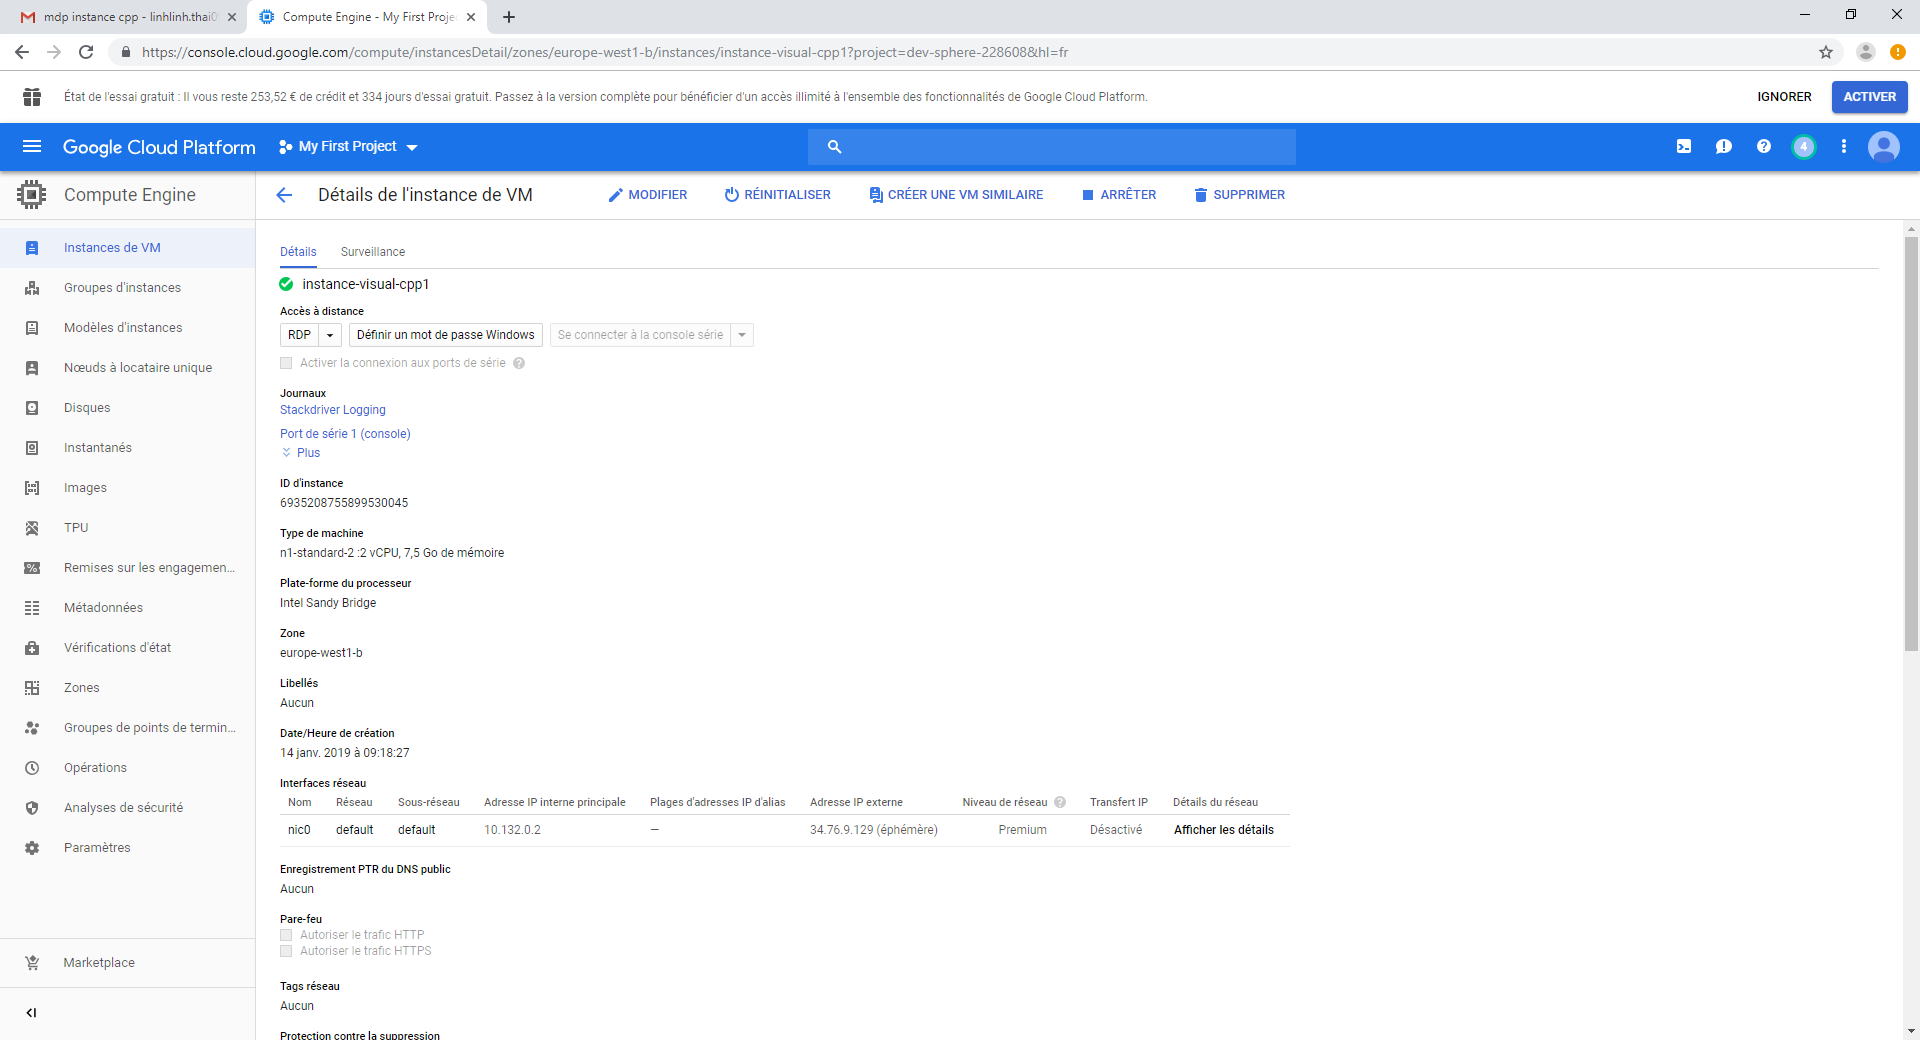 mdp instance cpp - linhlinh.thai0
Compute Engine - My First Proje
https://console.cloud.google.com/compute/instancesDetail/zones/europe-west1-b/instances/instance-visual-cpp1?project=dev-sphere-228608&hl=fr
État de l'essai gratuit : Il vous reste 253,52 € de crédit et 334 jours d'essai gratuit. Passez à la version complète pour bénéficier d'un accès illimité à l'ensemble des fonctionnalités de Google Cloud Platform.
IGNORER
ACTIVER
Google Cloud Platform
My First Project
4
Compute Engine
Détails de l'instance de VM
MODIFIER
RÉINITIALISER
CRÉER UNE VM SIMILAIRE
ARRÊTER
SUPPRIMER
Instances de VM
Groupes d'instances
Modèles d'instances
Nœuds à locataire unique
Disques
Instantanés
Images
TPU
Remises sur les engagemen...
Métadonnées
Vérifications d'état
Zones
Groupes de points de termin...
Opérations
Analyses de sécurité
Paramètres
Marketplace
Détails
Surveillance
instance-visual-cpp1
Accès à distance
RDP
Définir un mot de passe Windows
Se connecter à la console série
Activer la connexion aux ports de série
Journaux
Stackdriver Logging
Port de série 1 (console)
Plus
ID d'instance
6935208755899530045
Type de machine
n1-standard-2 :2 vCPU, 7,5 Go de mémoire
Plate-forme du processeur
Intel Sandy Bridge
Zone
europe-west1-b
Libellés
Aucun
Date/Heure de création
14 janv. 2019 à 09:18:27
Interfaces réseau
Nom Réseau Sous-réseau Adresse IP interne principale Plages d'adresses IP d'alias Adresse IP externe Niveau de réseau Transfert IP Détails du réseau
nic0 default default 10.132.0.2 — 34.76.9.129 (éphémère) Premium Désactivé Afficher les détails
Enregistrement PTR du DNS public
Aucun
Pare-feu
Autoriser le trafic HTTP
Autoriser le trafic HTTPS
Tags réseau
Aucun
Protection contre la suppression